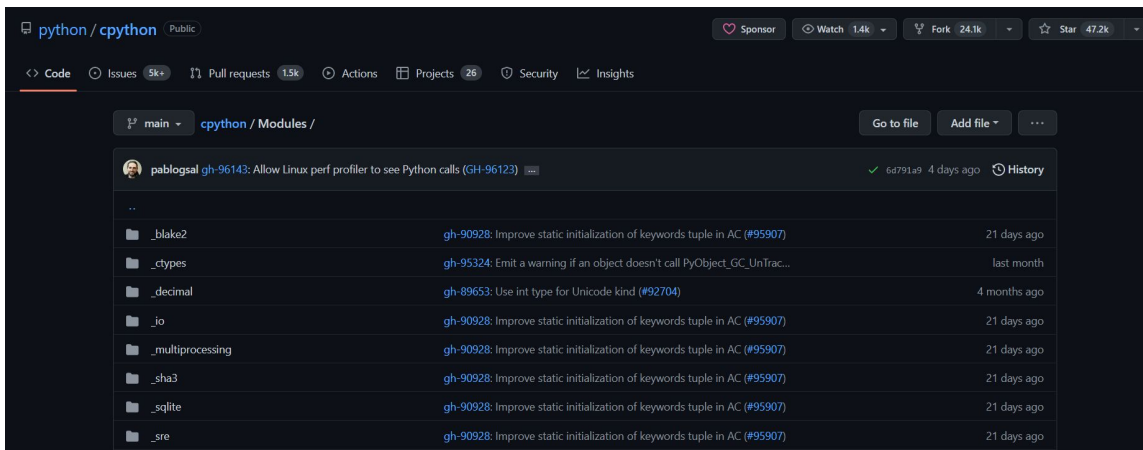 python / cpython Public Sponsor Watch 1.4k Fork 24.1k Star 47.2k
<> Code Issues 5k+ Pull requests 1.5k Actions Projects 26 Security Insights
main cpython / Modules / Go to file Add file ...
pablogsal gh-96143: Allow Linux perf profiler to see Python calls (GH-96123) ... 6d791a9 4 days ago History
..
_blake2 gh-90928: Improve static initialization of keywords tuple in AC (#95907) 21 days ago
_ctypes gh-95324: Emit a warning if an object doesn't call PyObject_GC_UnTrac... last month
_decimal gh-89653: Use int type for Unicode kind (#92704) 4 months ago
_io gh-90928: Improve static initialization of keywords tuple in AC (#95907) 21 days ago
_multiprocessing gh-90928: Improve static initialization of keywords tuple in AC (#95907) 21 days ago
_sha3 gh-90928: Improve static initialization of keywords tuple in AC (#95907) 21 days ago
_sqlite gh-90928: Improve static initialization of keywords tuple in AC (#95907) 21 days ago
_sre gh-90928: Improve static initialization of keywords tuple in AC (#95907) 21 days ago